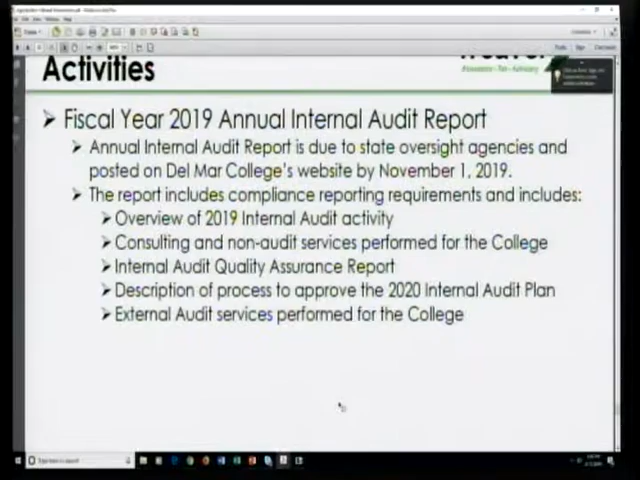 Activities
Fiscal Year 2019 Annual Internal Audit Report
Annual Internal Audit Report is due to state oversight agencies and
posted on Del Mar College's website by November 1, 2019.
The report includes compliance reporting requirements and includes:
Overview of 2019 Internal Audit activity
Consulting and non-audit services performed for the College
Internal Audit Quality Assurance Report
Description of process to approve the 2020 Internal Audit Plan
External Audit services performed for the College